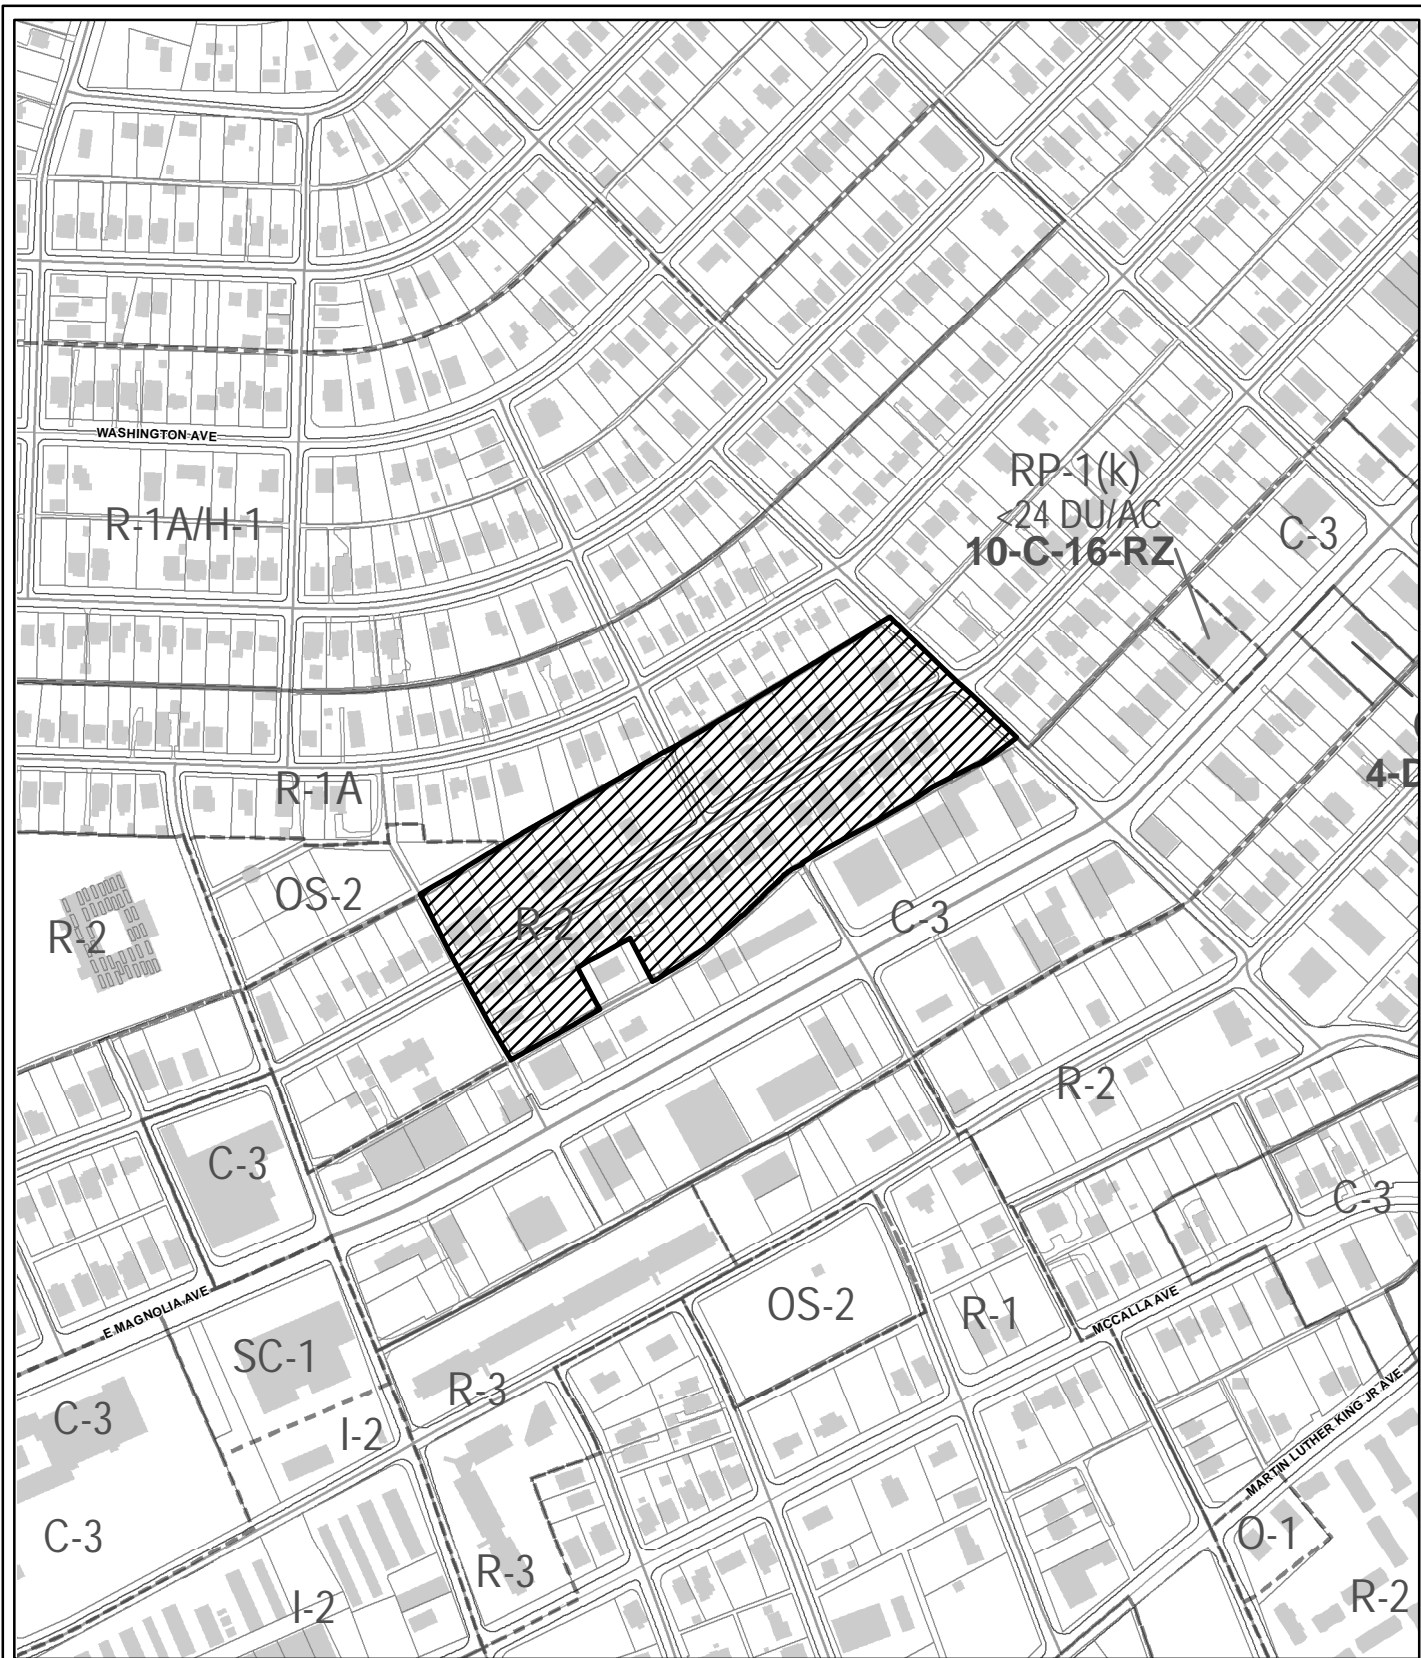 WASHINGTON AVE
R-1A/H-1
RP-1(k)
<24 DU/AC
10-C-16-RZ
C-3
R-1A
4-D
OS-2
R-2
R-2
C-3
R-2
C-3
C-3
E MAGNOLIA AVE
OS-2
R-1
MCCALLA AVE
SC-1
R-3
C-3
I-2
MARTIN LUTHER KING JR AVE
C-3
O-1
R-3
I-2
R-2